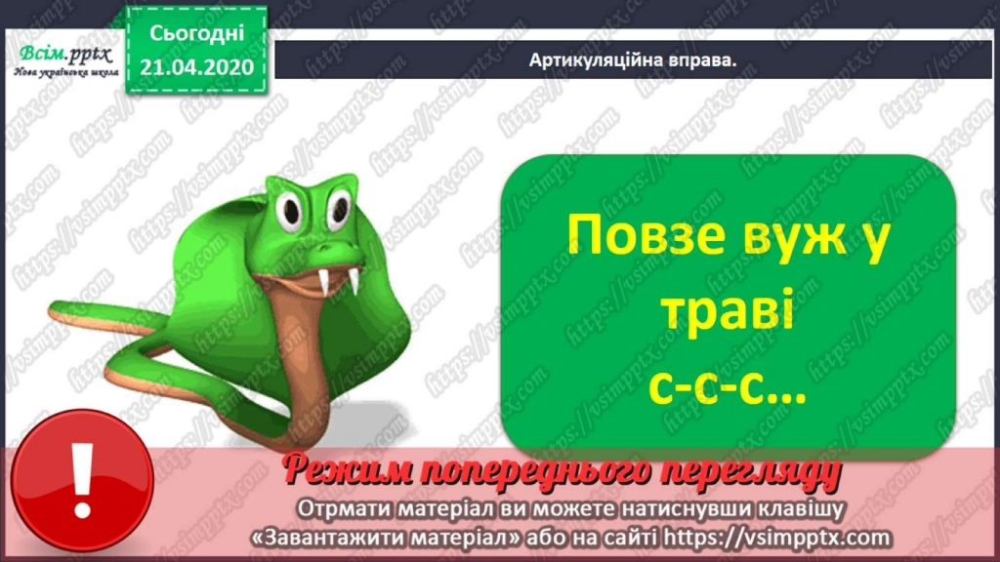 Сьогодні
21.04.2020
Всім.pptx
Нова українська школа
Артикуляційна вправа.
Повзе вуж у
траві
с-с-с...
Режим попереднього перегляду
Отрмати матеріал ви можете натиснувши клавішу
«Завантажити матеріал» або на сайті https://vsimpptx.com